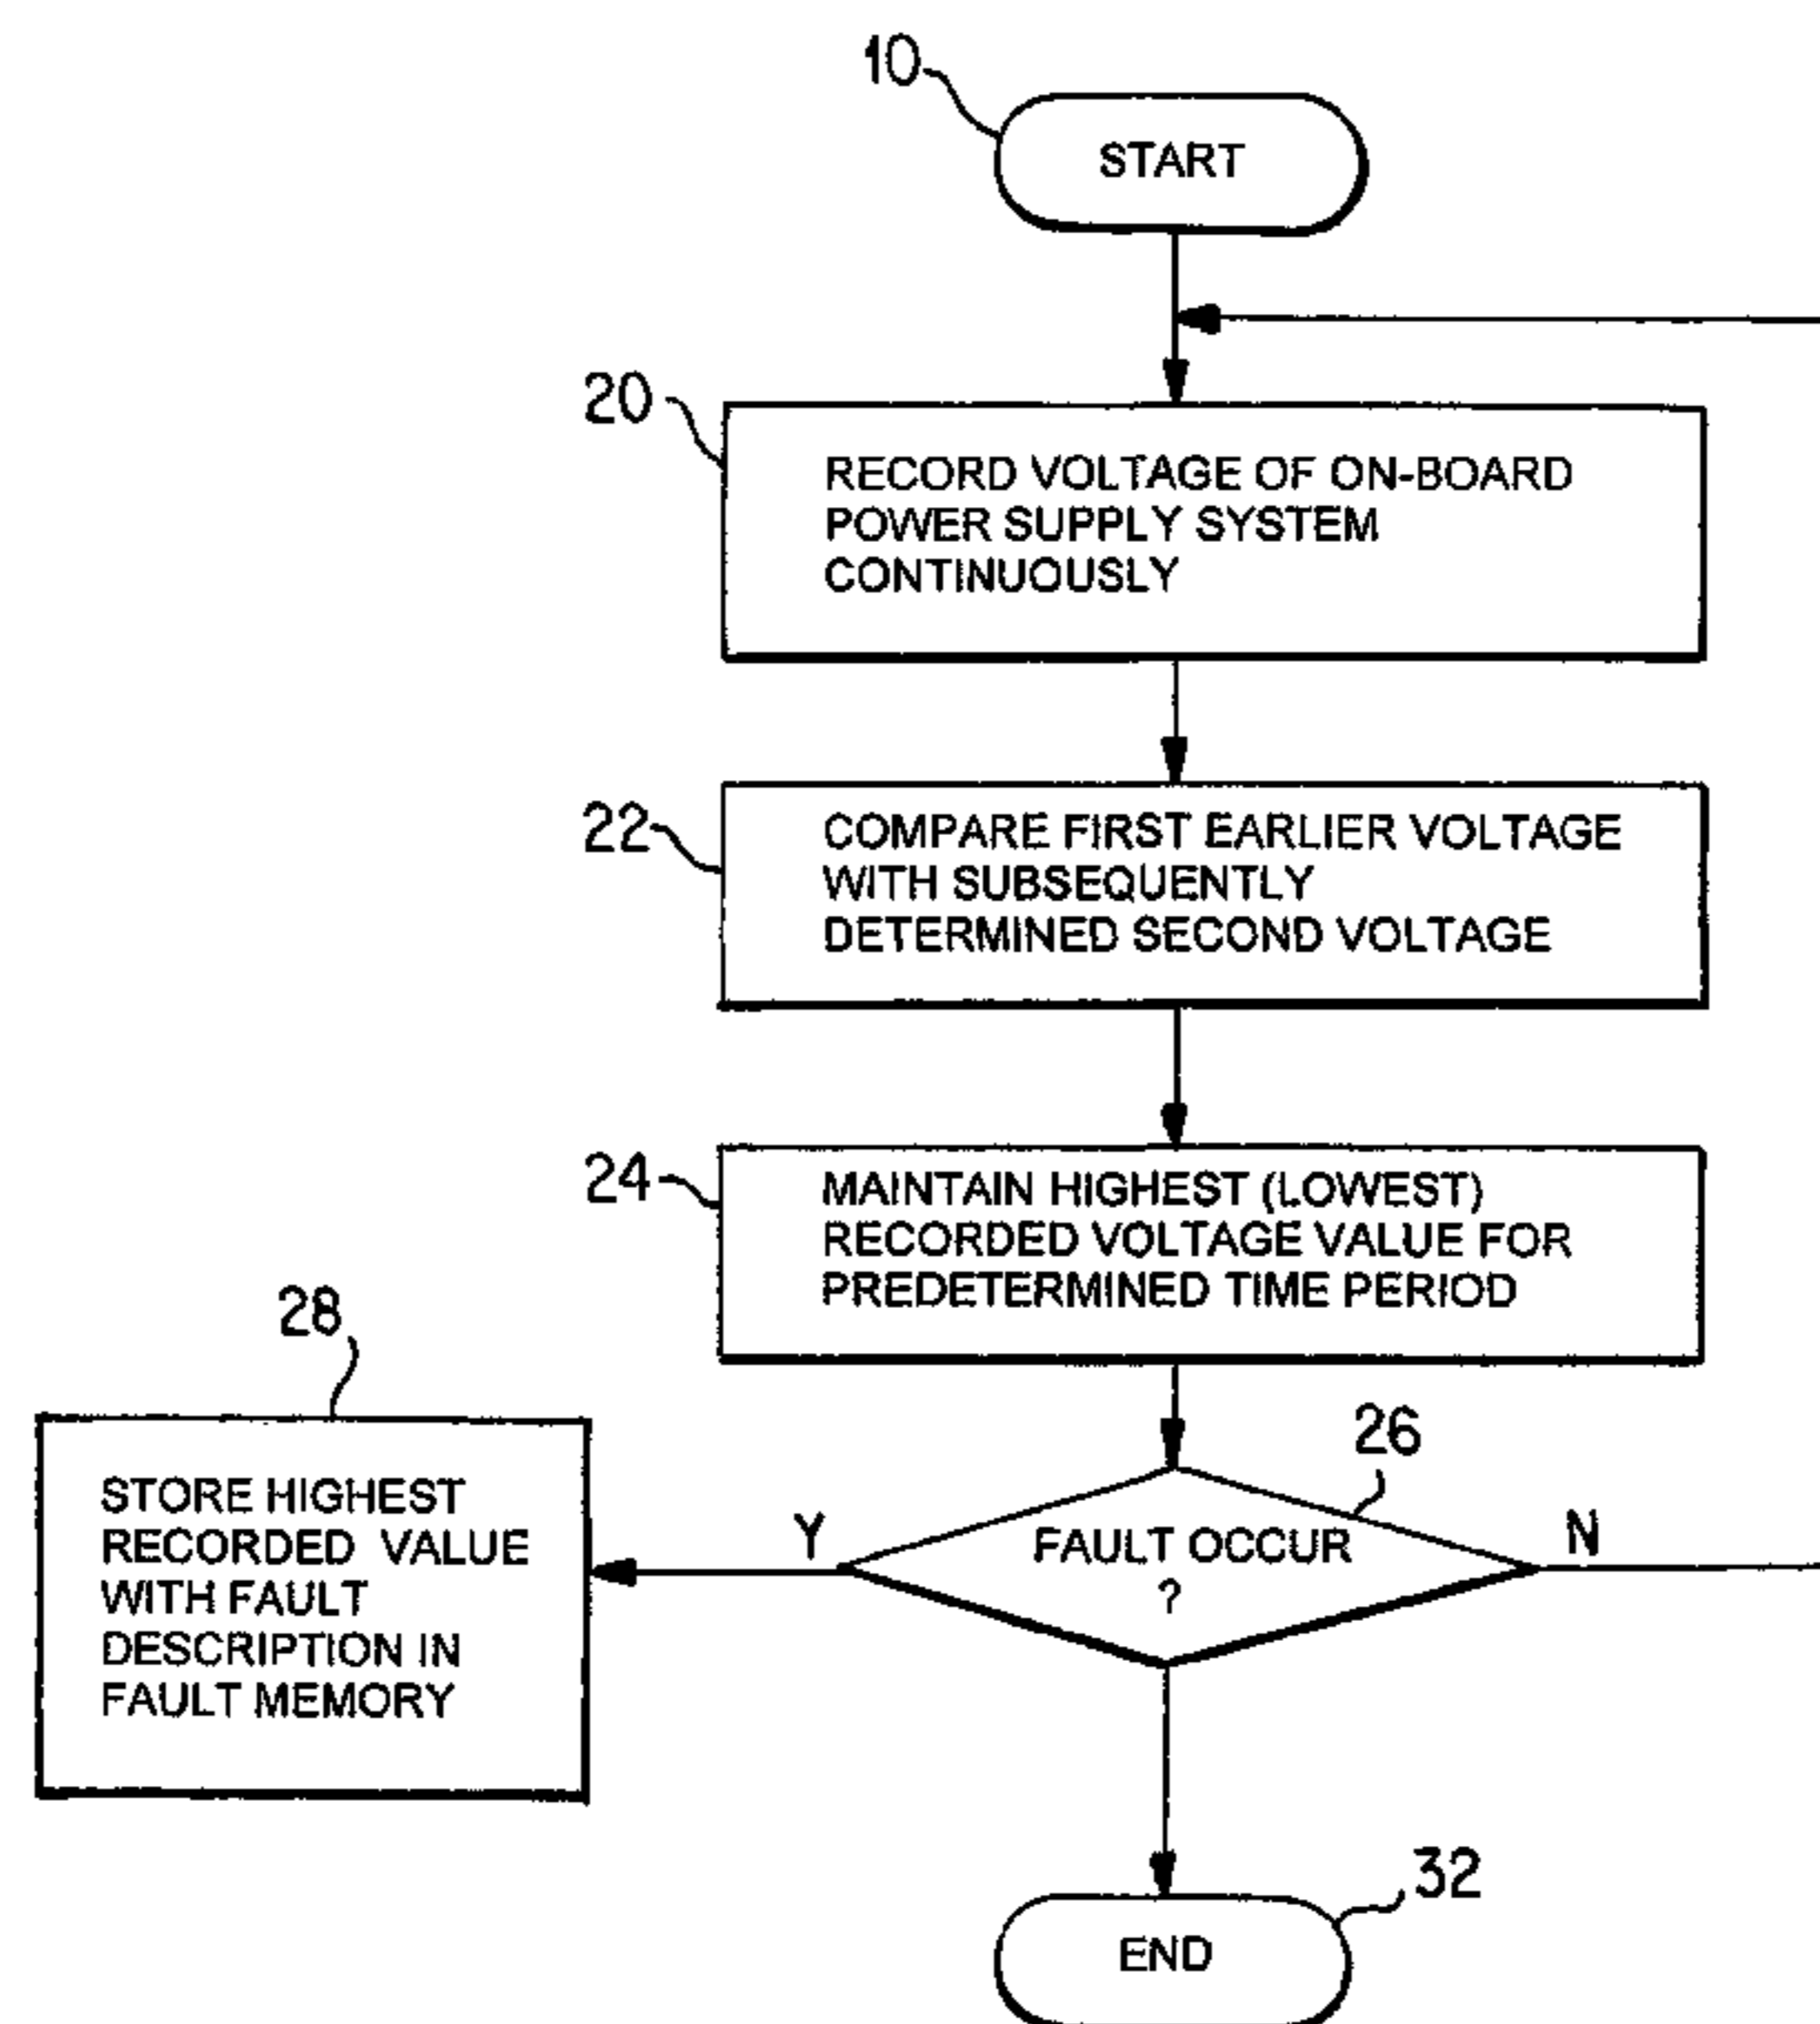 10
START
20
RECORD VOLTAGE OF ON-BOARD
POWER SUPPLY SYSTEM
CONTINUOUSLY
22
COMPARE FIRST EARLIER VOLTAGE
WITH SUBSEQUENTLY
DETERMINED SECOND VOLTAGE
24
MAINTAIN HIGHEST (LOWEST)
RECORDED VOLTAGE VALUE FOR
PREDETERMINED TIME PERIOD
28
STORE HIGHEST
RECORDED VALUE
WITH FAULT
DESCRIPTION IN
FAULT MEMORY
Y
26
FAULT OCCUR
?
N
32
END